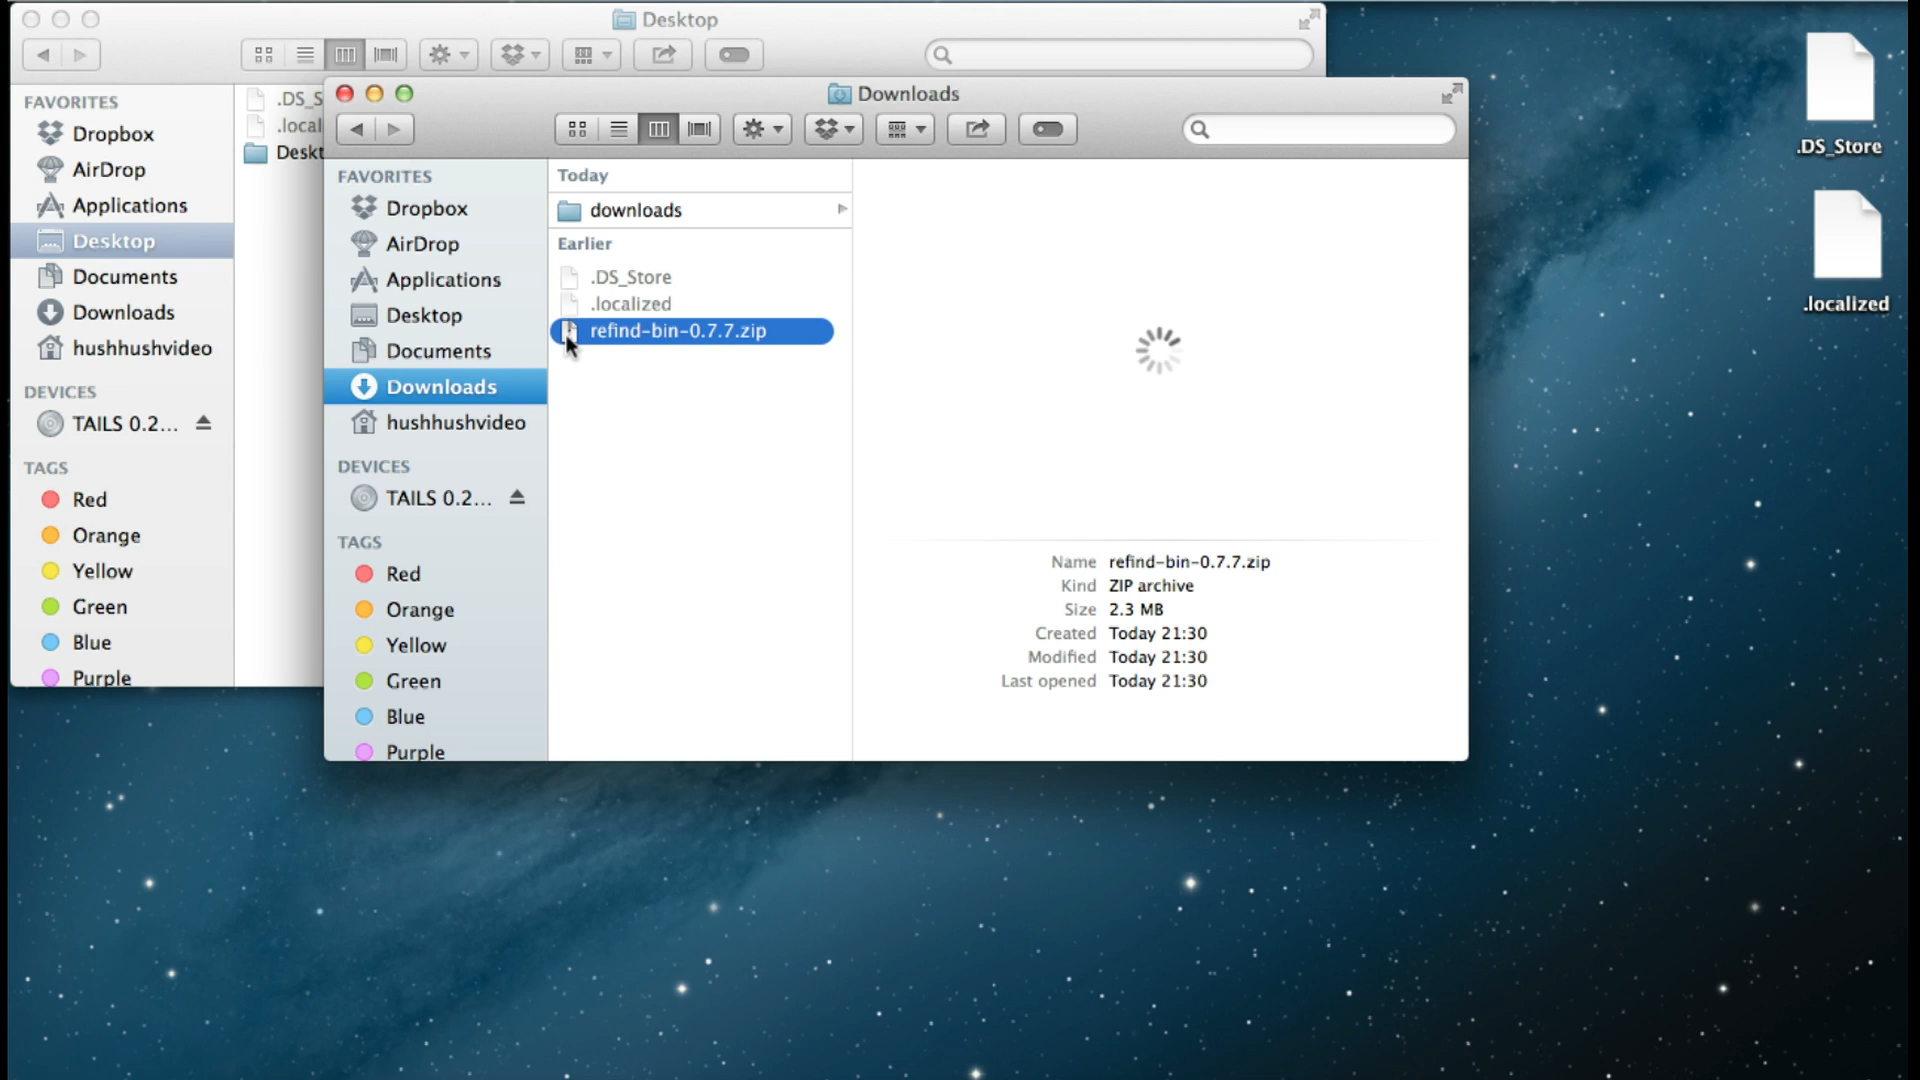 Desktop
FAVORITES
Dropbox
AirDrop
Applications
Desktop
Documents
Downloads
hushhushvideo
DEVICES
TAILS 0.2...
TAGS
Red
Orange
Yellow
Green
Blue
Purple
.DS_S
.local
Deskt
Downloads
FAVORITES
Dropbox
AirDrop
Applications
Desktop
Documents
Downloads
hushhushvideo
DEVICES
TAILS 0.2...
TAGS
Red
Orange
Yellow
Green
Blue
Purple
Today
downloads
Earlier
.DS_Store
.localized
refind-bin-0.7.7.zip
Name refind-bin-0.7.7.zip
Kind ZIP archive
Size 2.3 MB
Created Today 21:30
Modified Today 21:30
Last opened Today 21:30
.DS_Store
.localized